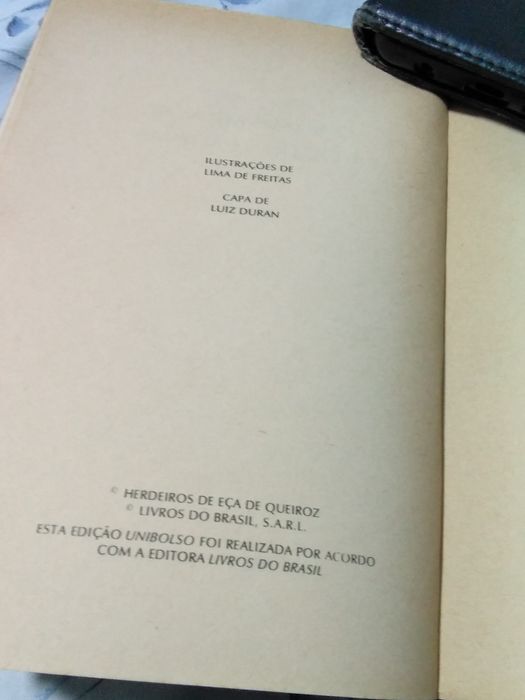 ILUSTRAÇÕES DE
LIMA DE FREITAS
CAPA DE
LUIZ DURAN
© HERDEIROS DE EÇA DE QUEIROZ
© LIVROS DO BRASIL, S.A.R.L.
ESTA EDIÇÃO UNIBOLSO FOI REALIZADA POR ACORDO
COM A EDITORA LIVROS DO BRASIL